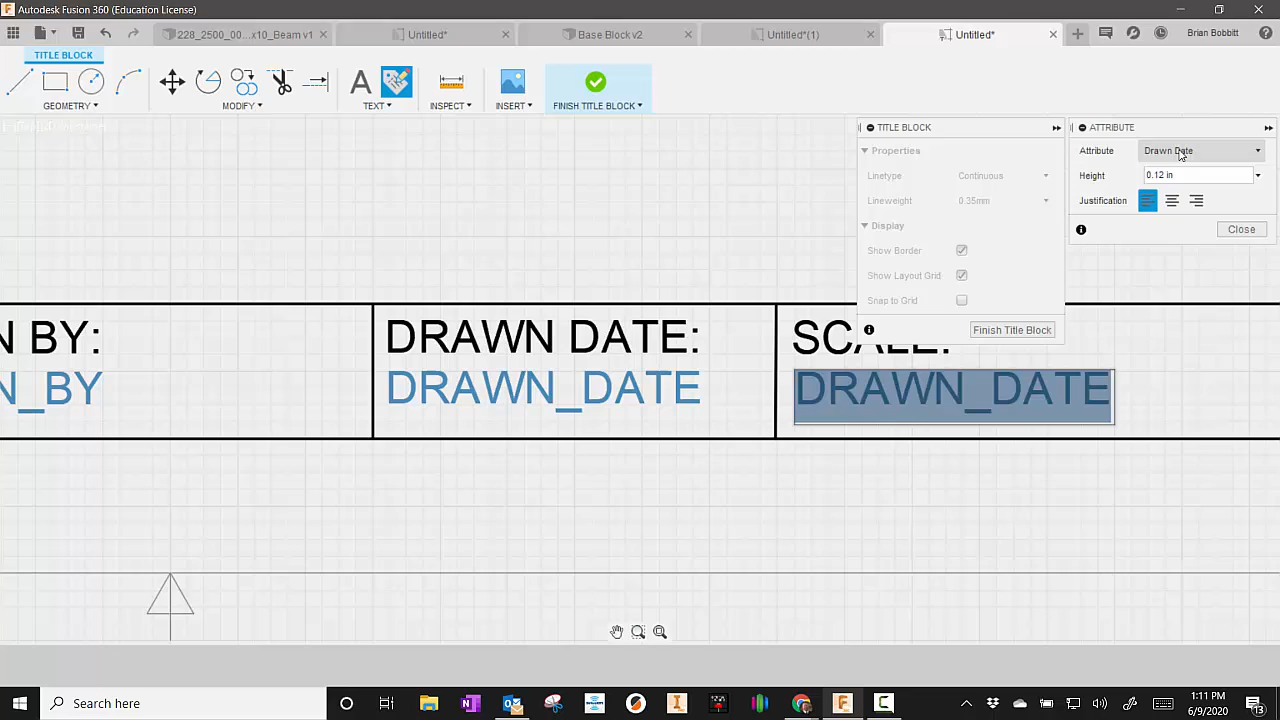 Autodesk Fusion 360 (Education License)
228_2500_00...x10_Beam v1
Untitled*
Base Block v2
Untitled*(1)
Untitled*
Brian Bobbitt
TITLE BLOCK
GEOMETRY
MODIFY
TEXT
INSPECT
INSERT
FINISH TITLE BLOCK
TITLE BLOCK
Properties
Linetype Continuous
Lineweight 0.35mm
Display
Show Border
Show Layout Grid
Snap to Grid
Finish Title Block
ATTRIBUTE
Attribute Drawn Date
Height 0.12 in
Justification
Close
N BY:
N_BY
DRAWN DATE:
DRAWN_DATE
SCALE:
DRAWN_DATE
Search here
1:11 PM
6/9/2020